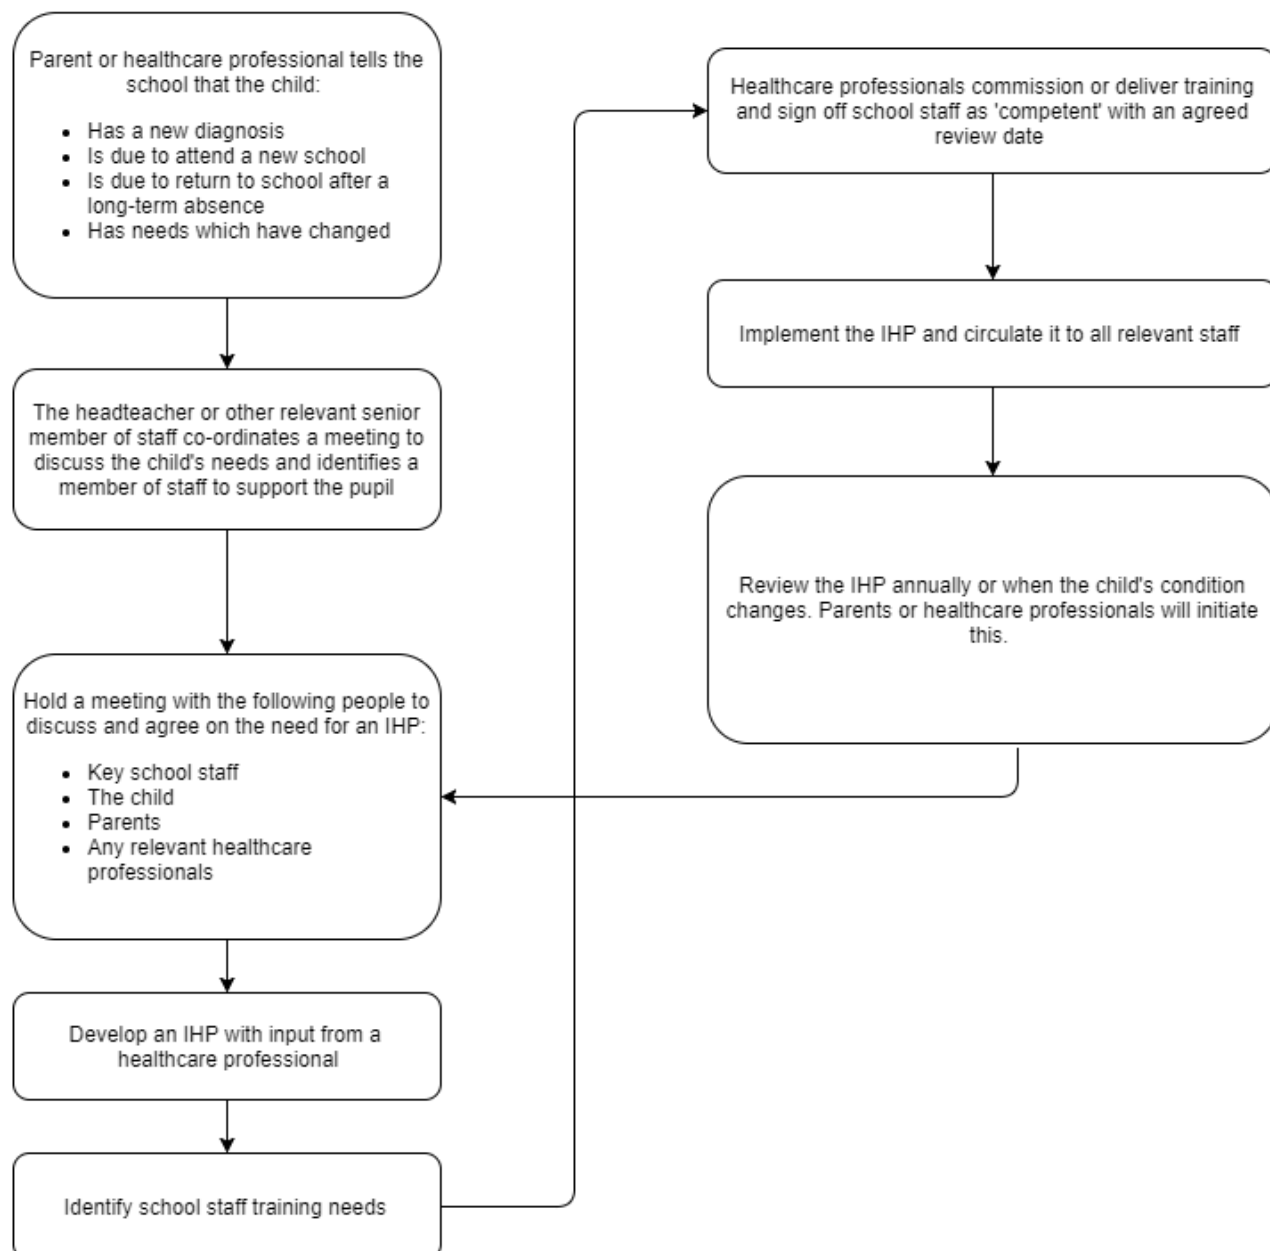 Parent or healthcare professional tells the
school that the child:
• Has a new diagnosis
• Is due to attend a new school
• Is due to return to school after a
long-term absence
• Has needs which have changed
The headteacher or other relevant senior
member of staff co-ordinates a meeting to
discuss the child's needs and identifies a
member of staff to support the pupil
Hold a meeting with the following people to
discuss and agree on the need for an IHP:
• Key school staff
• The child
• Parents
• Any relevant healthcare
professionals
Develop an IHP with input from a
healthcare professional
Identify school staff training needs
Healthcare professionals commission or deliver training
and sign off school staff as 'competent' with an agreed
review date
Implement the IHP and circulate it to all relevant staff
Review the IHP annually or when the child's condition
changes. Parents or healthcare professionals will initiate
this.